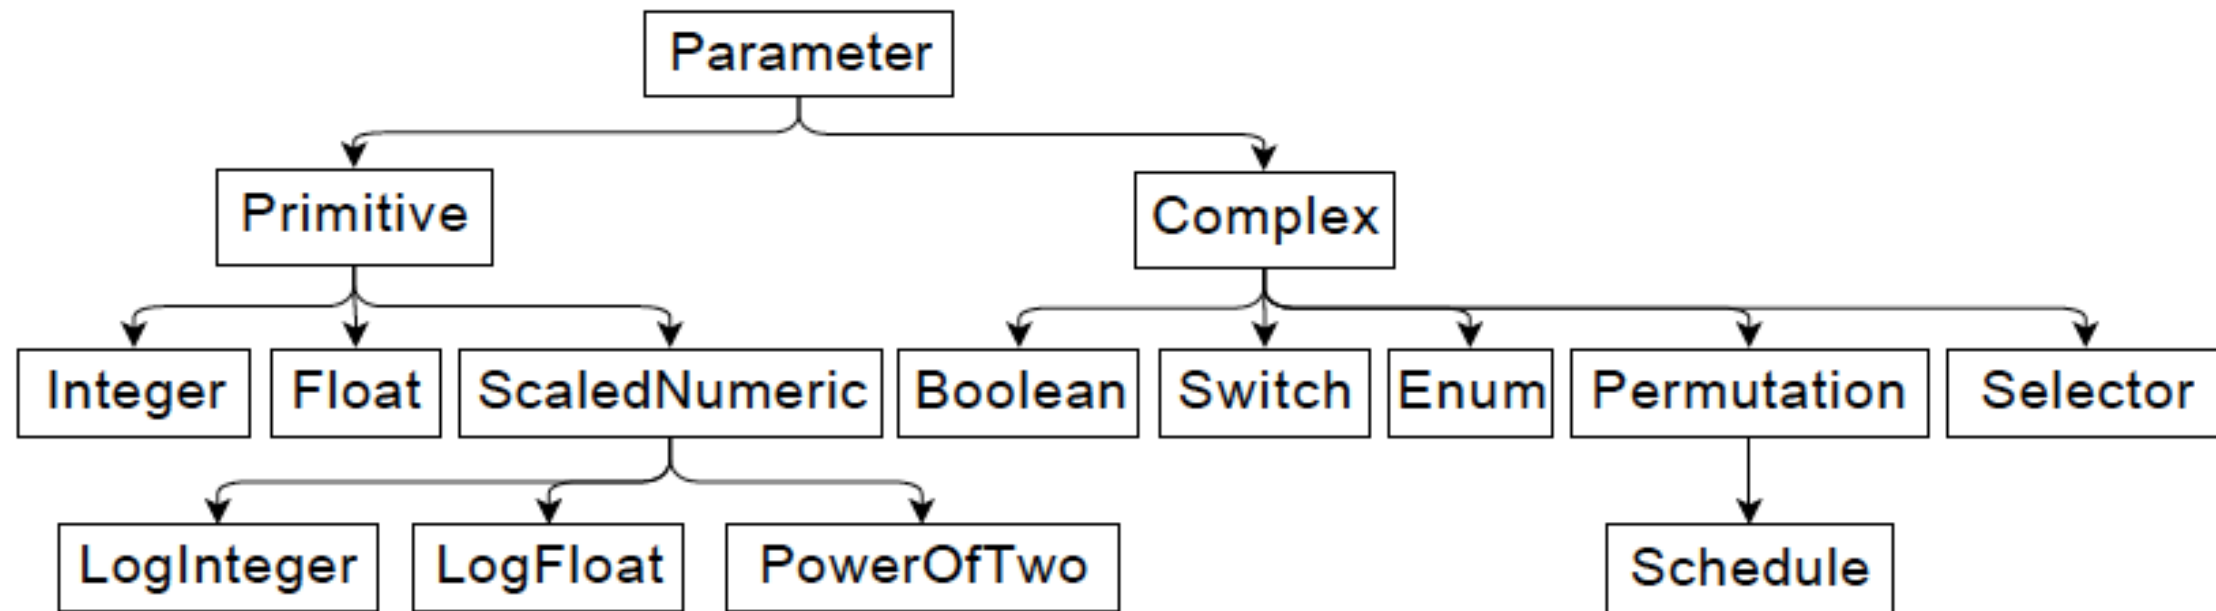 Parameter
Primitive
Complex
Integer
Float
ScaledNumeric
Boolean
Switch
Enum
Permutation
Selector
LogInteger
LogFloat
PowerOfTwo
Schedule